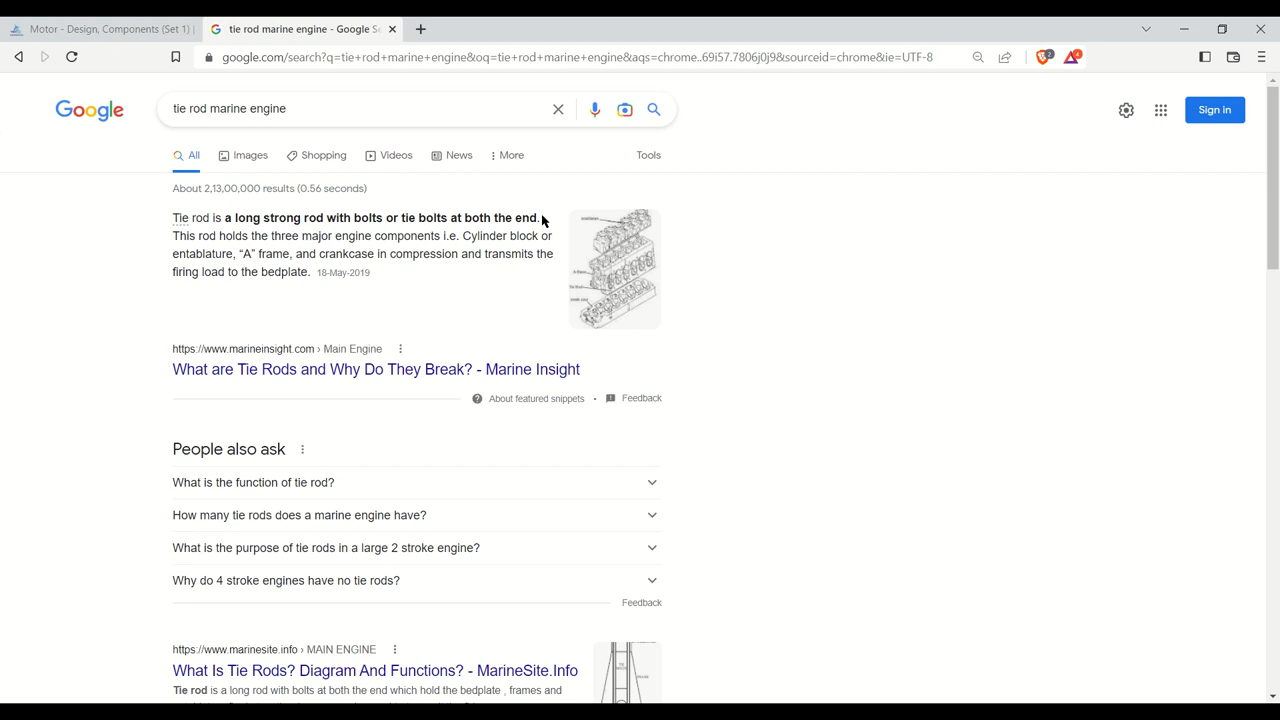 Motor - Design, Components (Set 1) |
tie rod marine engine - Google Se
google.com/search?q=tie+rod+marine+engine&oq=tie+rod+marine+engine&aqs=chrome..69i57.7806j0j9&sourceid=chrome&ie=UTF-8
2
4
Google
tie rod marine engine
Sign in
All
Images
Shopping
Videos
News
More
Tools
About 2,13,00,000 results (0.56 seconds)
Tie rod is a long strong rod with bolts or tie bolts at both the end.
This rod holds the three major engine components i.e. Cylinder block or
entablature, “A” frame, and crankcase in compression and transmits the
firing load to the bedplate. 18-May-2019
https://www.marineinsight.com › Main Engine
What are Tie Rods and Why Do They Break? - Marine Insight
About featured snippets • Feedback
People also ask
What is the function of tie rod?
How many tie rods does a marine engine have?
What is the purpose of tie rods in a large 2 stroke engine?
Why do 4 stroke engines have no tie rods?
Feedback
https://www.marinesite.info › MAIN ENGINE
What Is Tie Rods? Diagram And Functions? - MarineSite.Info
Tie rod is a long rod with bolts at both the end which hold the bedplate , frames and